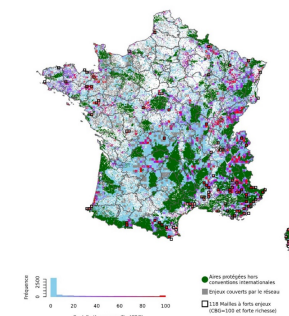 Fréquence
2500
0
0 20 40 60 80 100
Aires protégées hors
conventions internationales
Enjeux couverts par le réseau
118 Mailles à forts enjeux
(CBG=100 et forte richesse)